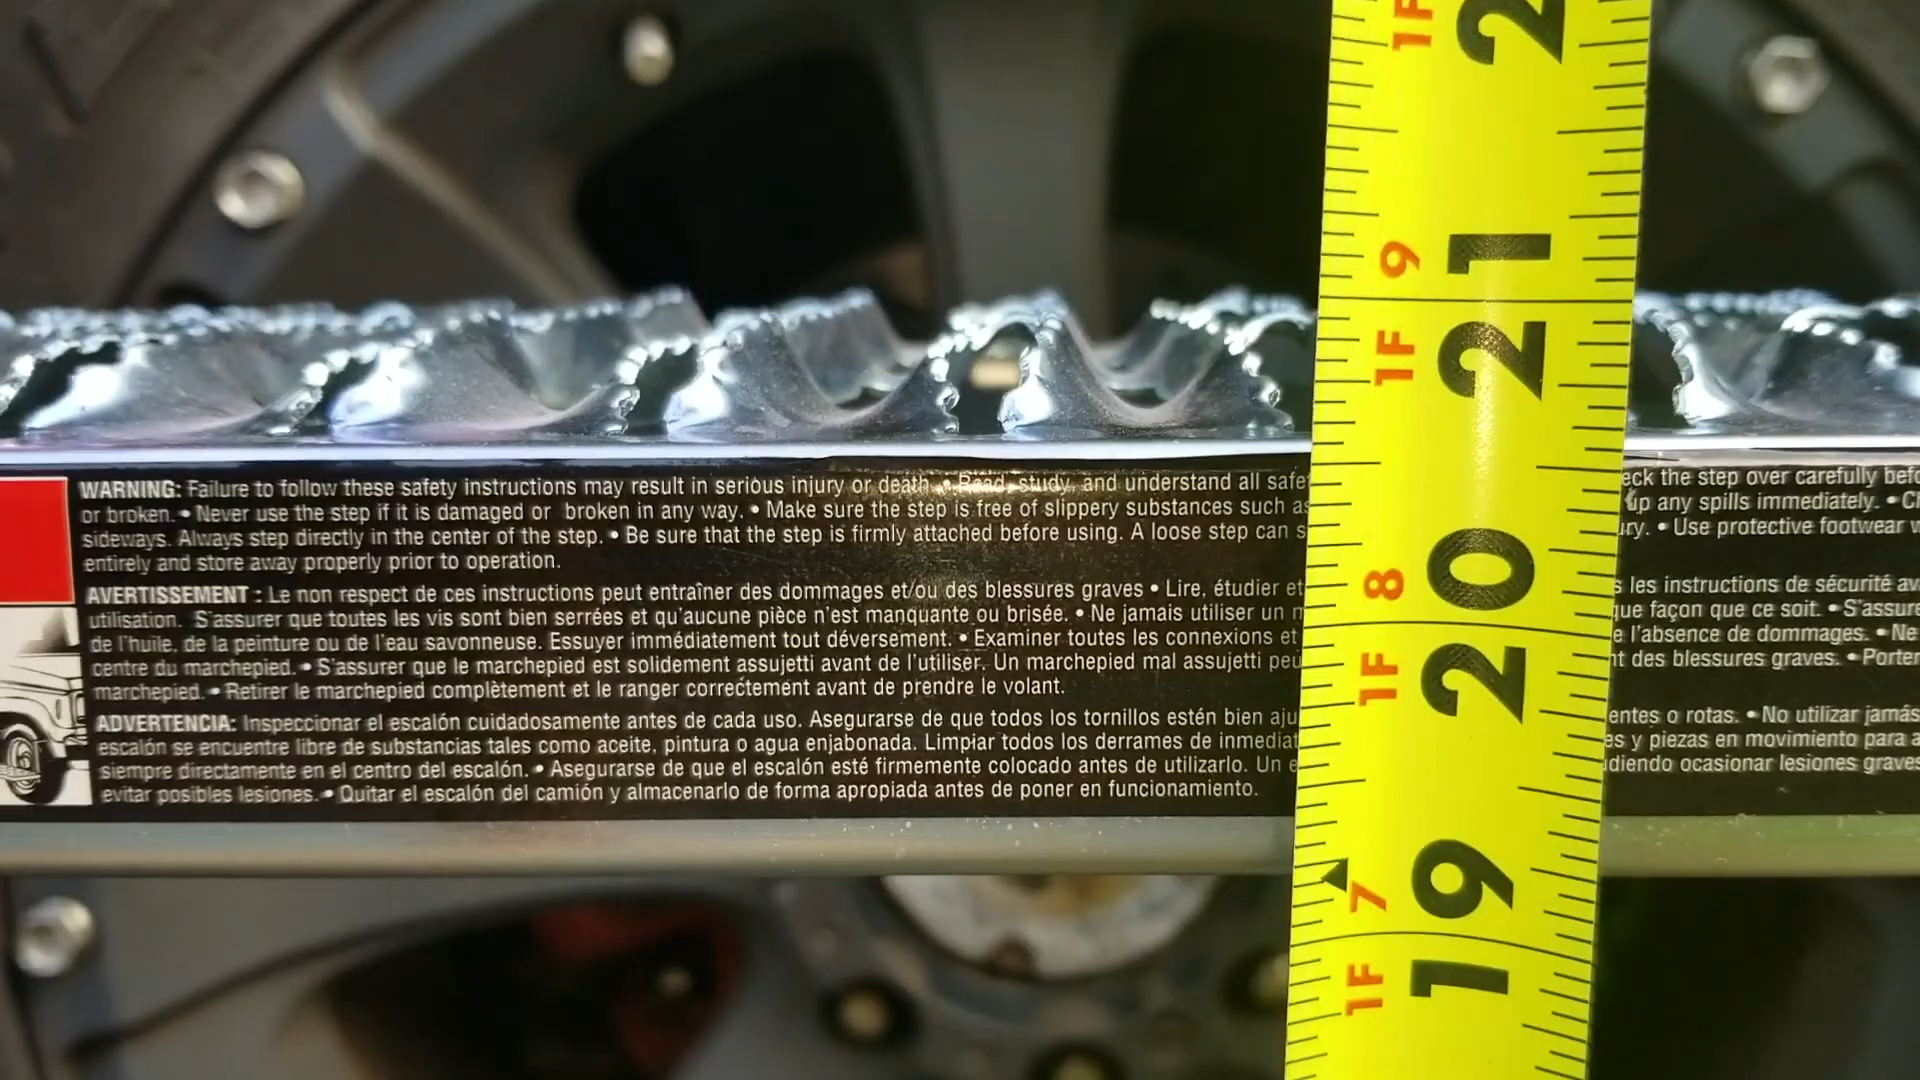 WARNING: Failure to follow these safety instructions may result in serious injury or death. • Read, study, and understand all safe
or broken. • Never use the step if it is damaged or broken in any way. • Make sure the step is free of slippery substances such as
sideways. Always step directly in the center of the step. • Be sure that the step is firmly attached before using. A loose step can s
entirely and store away properly prior to operation.
AVERTISSEMENT : Le non respect de ces instructions peut entraîner des dommages et/ou des blessures graves • Lire, étudier et
utilisation. S'assurer que toutes les vis sont bien serrées et qu'aucune pièce n'est manquante ou brisée. • Ne jamais utiliser un m
de l'huile, de la peinture ou de l'eau savonneuse. Essuyer immédiatement tout déversement. • Examiner toutes les connexions et
centre du marchepied. • S'assurer que le marchepied est solidement assujetti avant de l'utiliser. Un marchepied mal assujetti peu
marchepied. • Retirer le marchepied complètement et le ranger correctement avant de prendre le volant.
ADVERTENCIA: Inspeccionar el escalón cuidadosamente antes de cada uso. Asegurarse de que todos los tornillos estén bien aju
escalón se encuentre libre de substancias tales como aceite, pintura o agua enjabonada. Limpiar todos los derrames de inmediat
siempre directamente en el centro del escalón. • Asegurarse de que el escalón esté firmemente colocado antes de utilizarlo. Un e
evitar posibles lesiones. • Quitar el escalón del camión y almacenarlo de forma apropiada antes de poner en funcionamiento.
eck the step over carefully befo
up any spills immediately. • Cl
ury. • Use protective footwear w
s les instructions de sécurité av
que façon que ce soit. • S'assure
e l'absence de dommages. • Ne
nt des blessures graves. • Porter
entes o rotas. • No utilizar jamás
es y piezas en movimiento para a
udiendo ocasionar lesiones graves
1F 2
9 21
1F 2
8 20
1F 2
7 19
1F 1